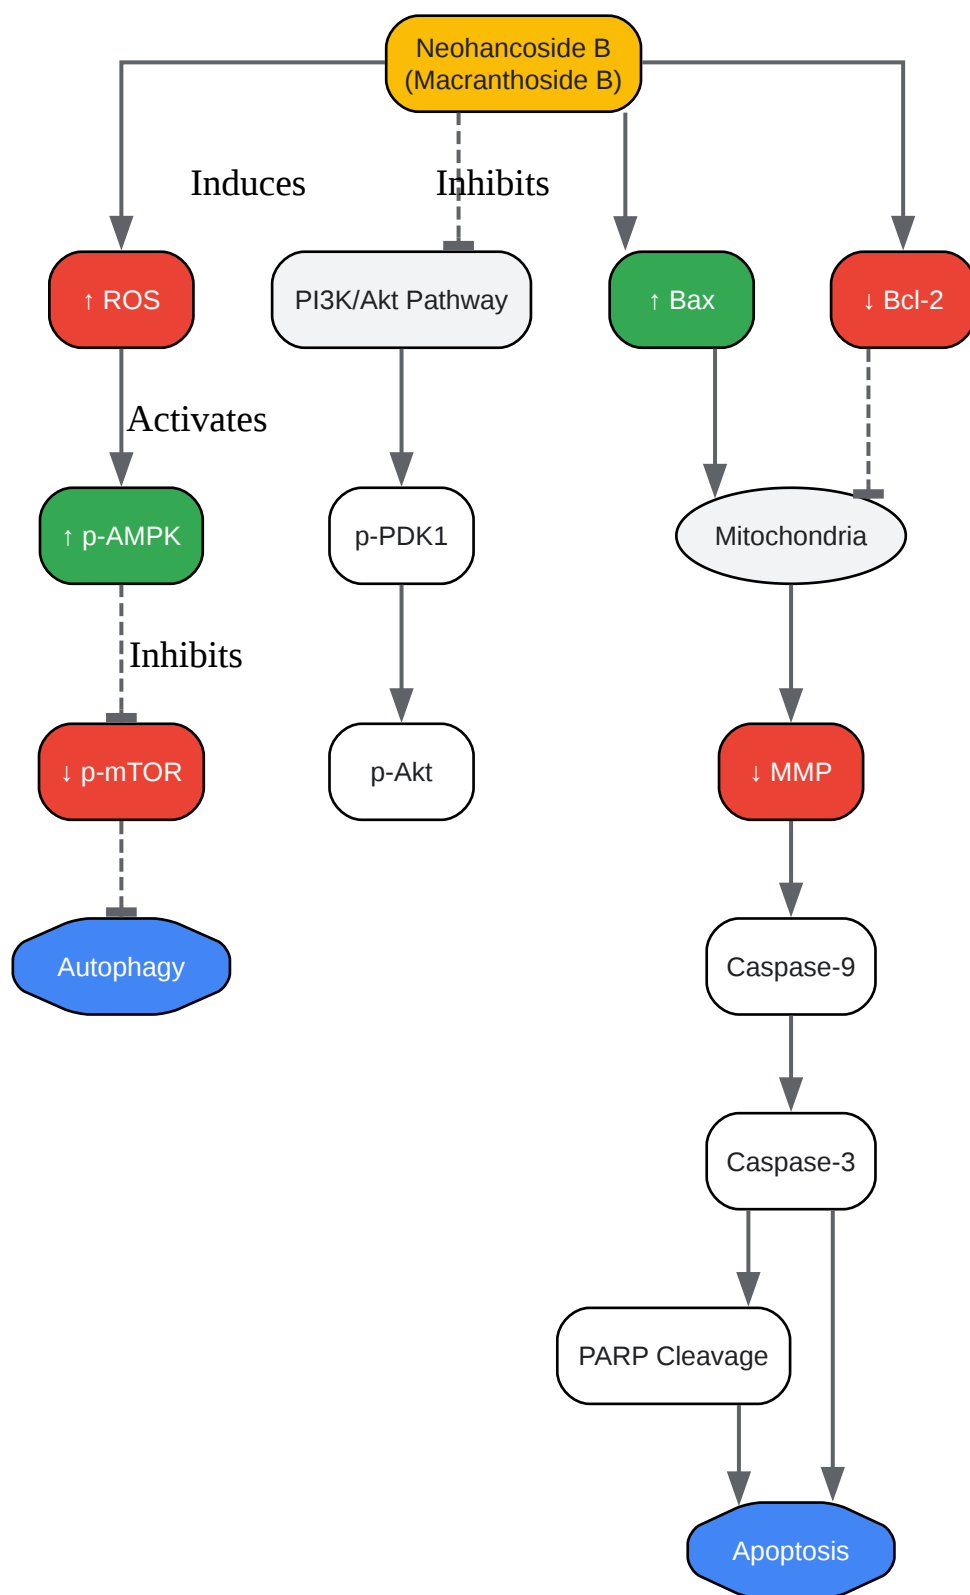 Neohancoside B
(Macranthoside B)
Induces
Inhibits
↑ ROS
PI3K/Akt Pathway
↑ Bax
↓ Bcl-2
Activates
↑ p-AMPK
p-PDK1
Mitochondria
Inhibits
↓ p-mTOR
p-Akt
↓ MMP
Autophagy
Caspase-9
Caspase-3
PARP Cleavage
Apoptosis